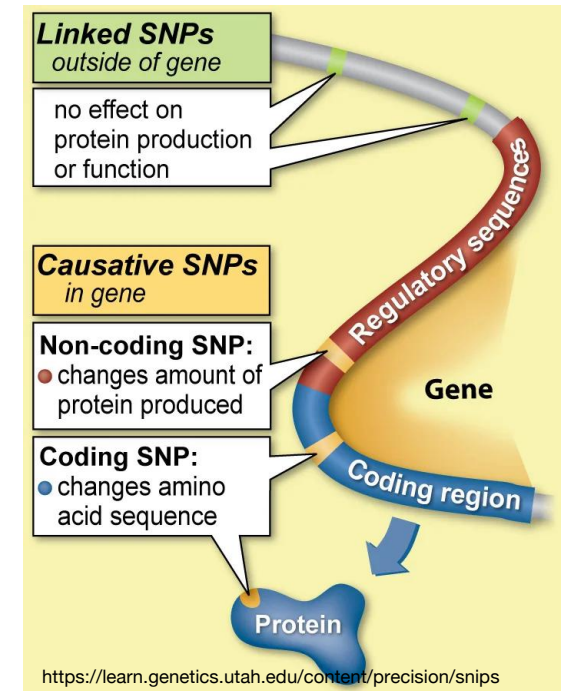 Linked SNPs
outside of gene
no effect on
protein production
or function
Regulatory sequences
Causative SNPs
in gene
Non-coding SNP:
changes amount of
protein produced
Gene
Coding SNP:
changes amino
acid sequence
Coding region
Protein
https://learn.genetics.utah.edu/content/precision/snips